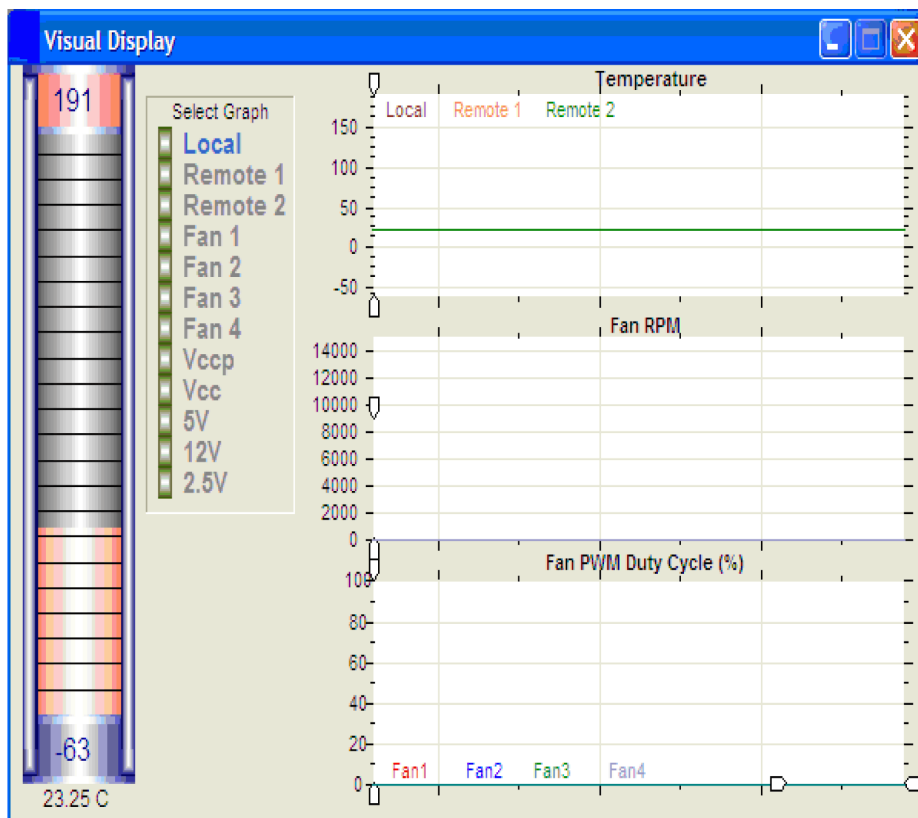 Visual Display
191
-63
23.25 C
Select Graph
Local
Remote 1
Remote 2
Fan 1
Fan 2
Fan 3
Fan 4
Vccp
Vcc
5V
12V
2.5V
Temperature
Local Remote 1 Remote 2
150
100
50
0
-50
Fan RPM
14000
12000
10000
8000
6000
4000
2000
0
Fan PWM Duty Cycle (%)
100
80
60
40
20
0
Fan1 Fan2 Fan3 Fan4